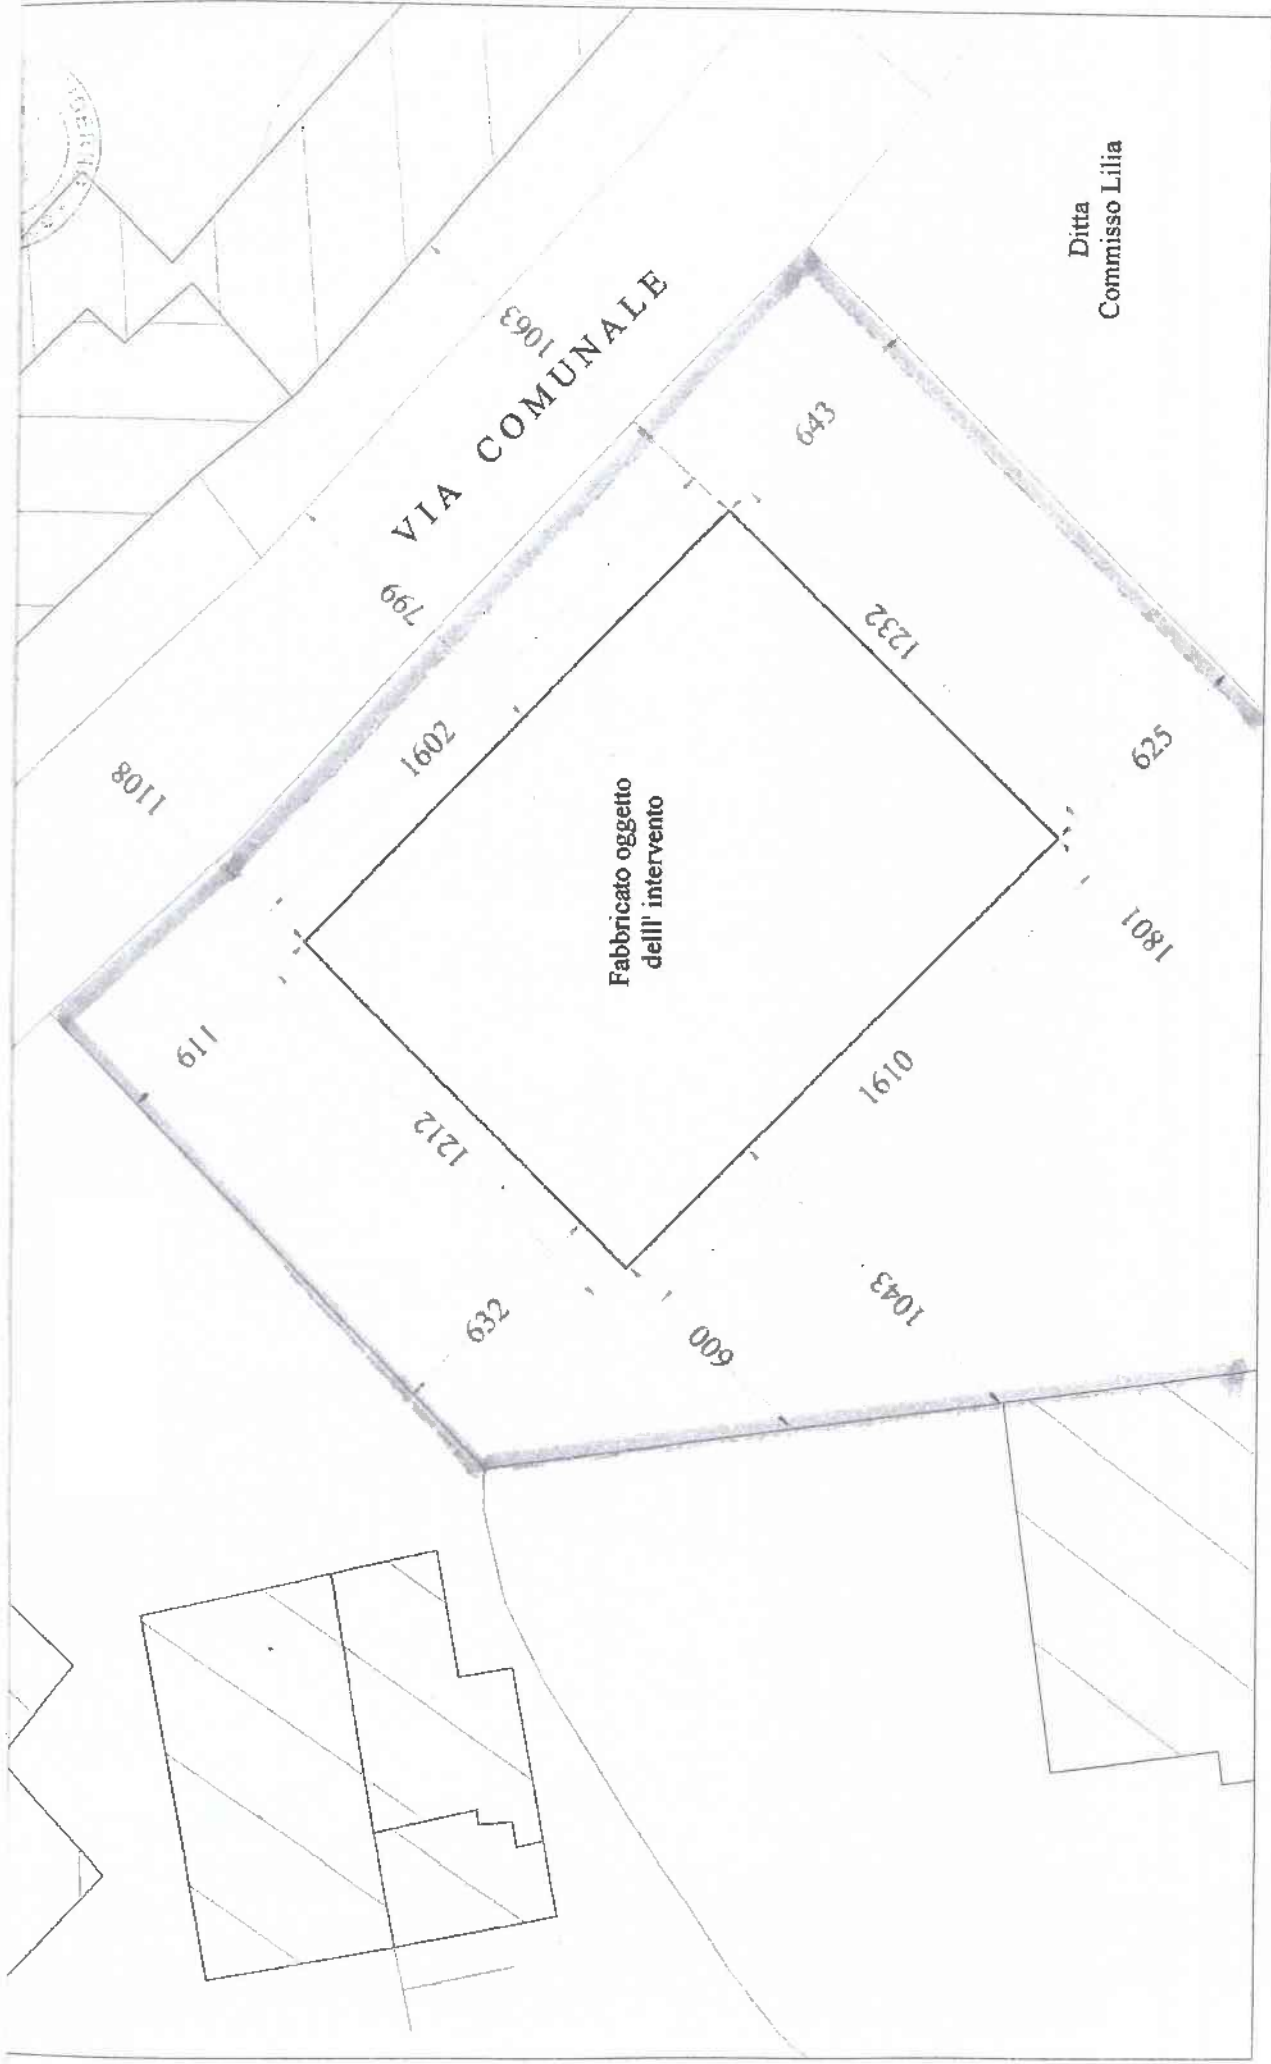 1063
VIA COMUNALE
799
1108
1602
643
1232
625
1801
1610
1043
600
632
1212
611
Fabbricato oggetto
delll' intervento
Ditta
Commisso Lilia